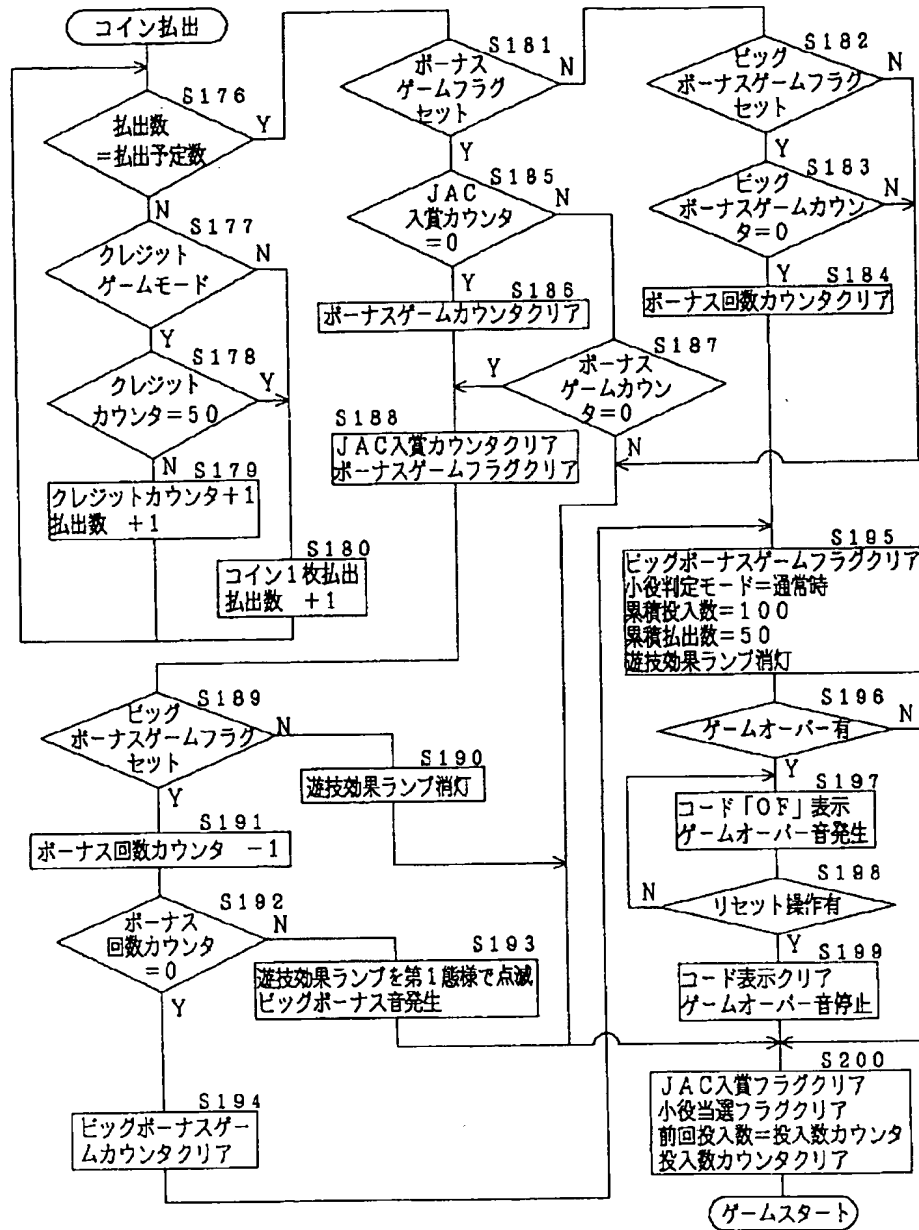 コイン払出
S176
払出数
=払出予定数
Y
N
S177
クレジット
ゲームモード
N
Y
S178
クレジット
カウンタ=50
Y
N
S179
クレジットカウンタ+1
払出数 +1
S180
コイン1枚払出
払出数 +1
S181
ボーナス
ゲームフラグ
セット
N
Y
S185
JAC
入賞カウンタ
=0
N
Y
S186
ボーナスゲームカウンタクリア
S187
ボーナス
ゲームカウン
タ=0
Y
N
S188
JAC入賞カウンタクリア
ボーナスゲームフラグクリア
S182
ビッグ
ボーナスゲームフラグ
セット
N
Y
S183
ビッグ
ボーナスゲームカウン
タ=0
N
Y
S184
ボーナス回数カウンタクリア
S189
ビッグ
ボーナスゲームフラグ
セット
N
Y
S190
遊技効果ランプ消灯
S191
ボーナス回数カウンタ -1
S192
ボーナス
回数カウンタ
=0
N
Y
S193
遊技効果ランプを第1態様で点滅
ビッグボーナス音発生
S194
ビッグボーナスゲー
ムカウンタクリア
S195
ビッグボーナスゲームフラグクリア
小役判定モード=通常時
累積投入数=100
累積払出数=50
遊技効果ランプ消灯
S196
ゲームオーバー有
N
Y
S197
コード「OF」表示
ゲームオーバー音発生
S198
リセット操作有
N
Y
S199
コード表示クリア
ゲームオーバー音停止
S200
JAC入賞フラグクリア
小役当選フラグクリア
前回投入数=投入数カウンタ
投入数カウンタクリア
ゲームスタート